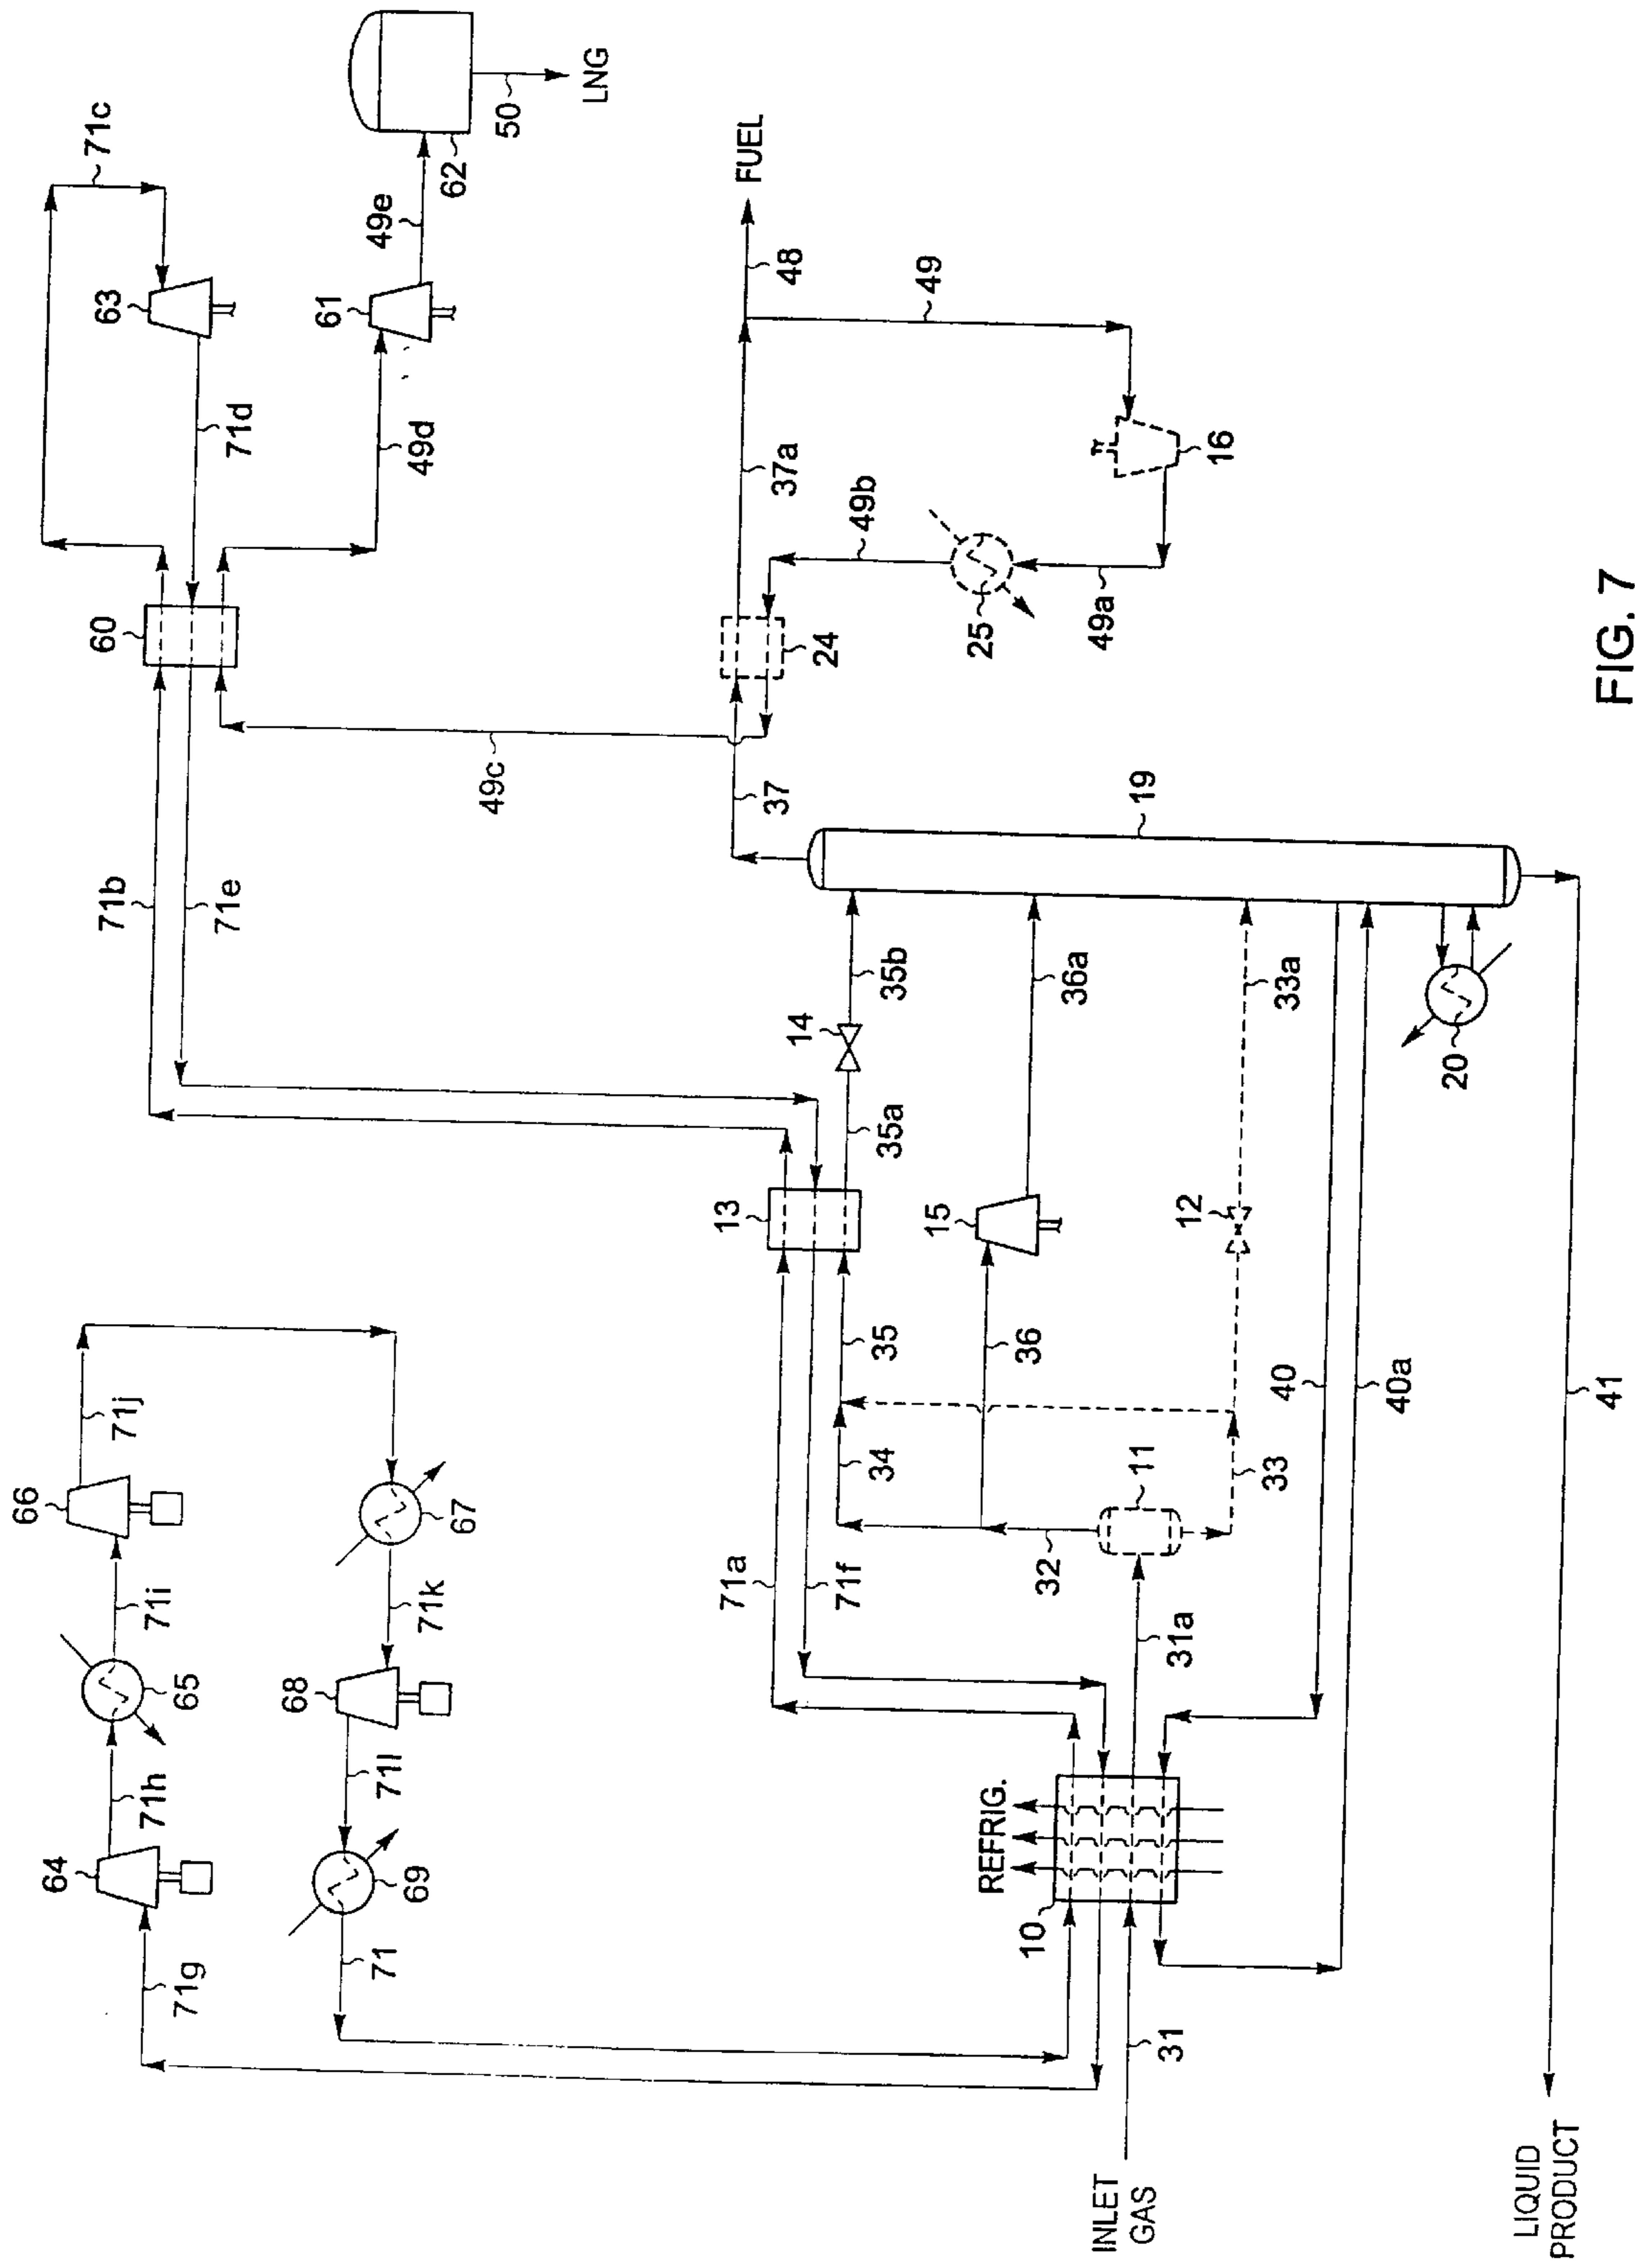 71g
64
71h
65
71i
66
71j
67
71k
68
71l
69
71
INLET
GAS
31
10
REFRIG.
71a
71f
31a
32
11
33
34
35
36
13
15
12
35a
14
35b
36a
33a
40
40a
20
19
41
LIQUID
PRODUCT
71b
71e
49c
37
60
24
25
49b
49a
16
37a
49
48
FUEL
71d
71c
63
49d
61
49e
62
50
LNG
FIG. 7